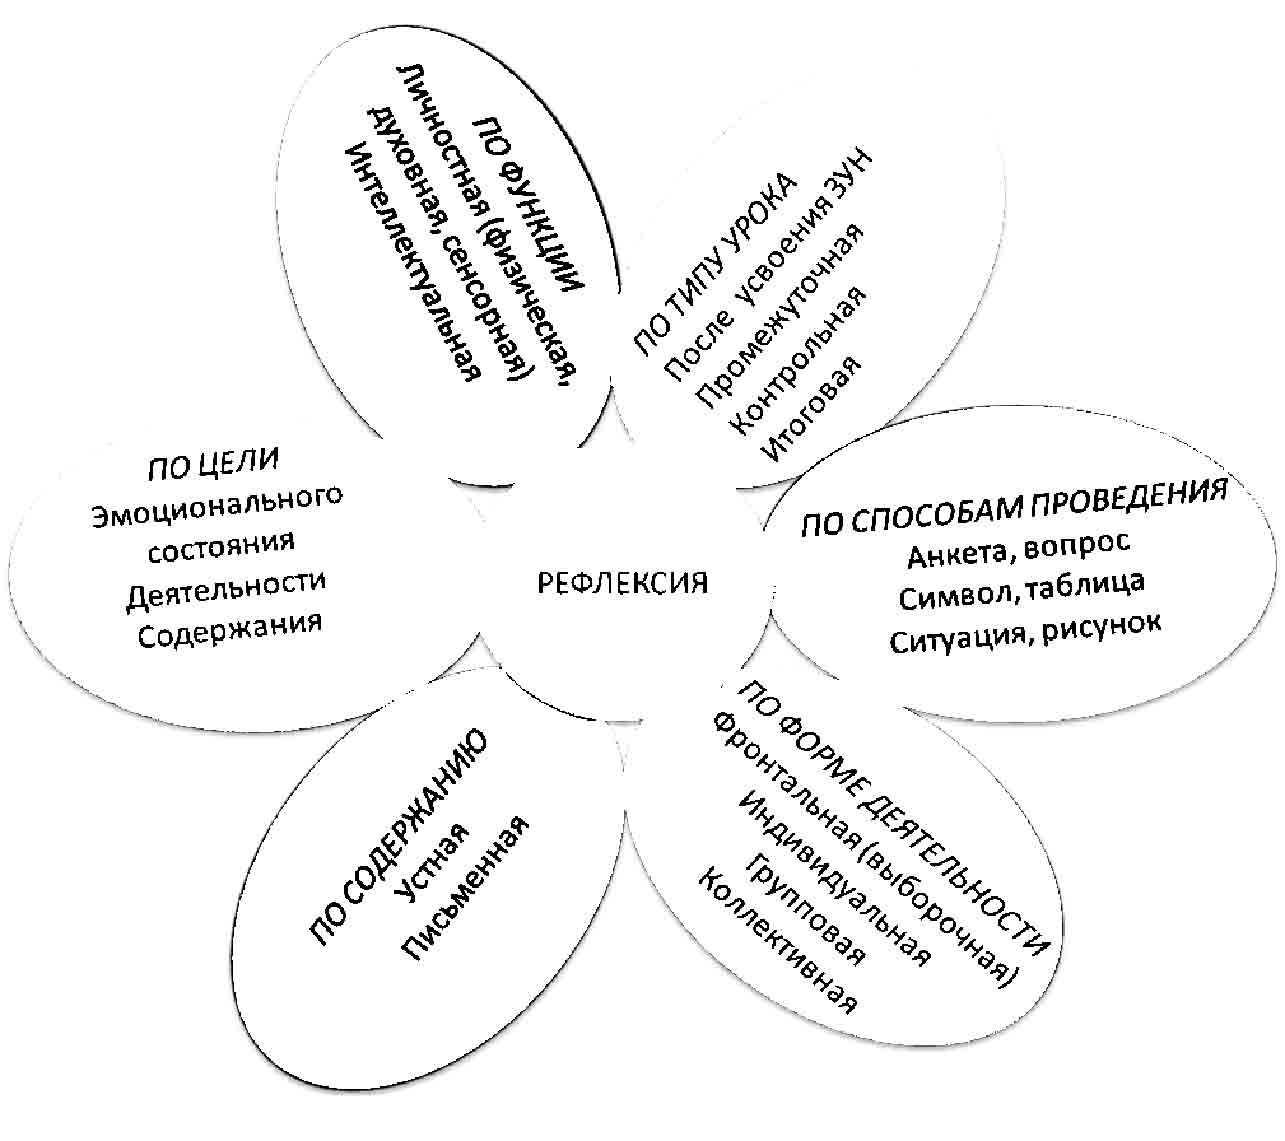 ПО ФУНКЦИИ
Личностная (физическая,
духовная, сенсорная)
Интеллектуальная
ПО ТИПУ УРОКА
После усвоения ЗУН
Промежуточная
Контрольная
Итоговая
ПО ЦЕЛИ
Эмоционального
состояния
Деятельности
Содержания
РЕФЛЕКСИЯ
ПО СПОСОБАМ ПРОВЕДЕНИЯ
Анкета, вопрос
Символ, таблица
Ситуация, рисунок
ПО СОДЕРЖАНИЮ
Устная
Письменная
ПО ФОРМЕ ДЕЯТЕЛЬНОСТИ
Фронтальная (выборочная)
Индивидуальная
Групповая
Коллективная